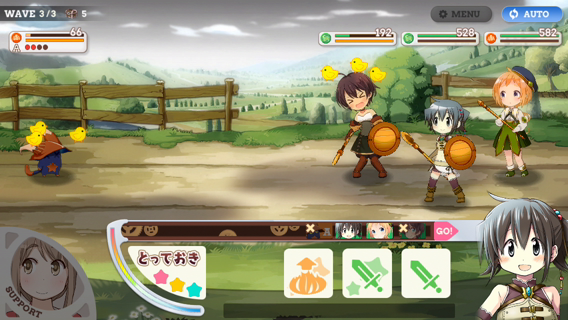 WAVE 3/3 5
MENU
AUTO
66
A
192
528
582
GO!
とっておき
SUPPORT